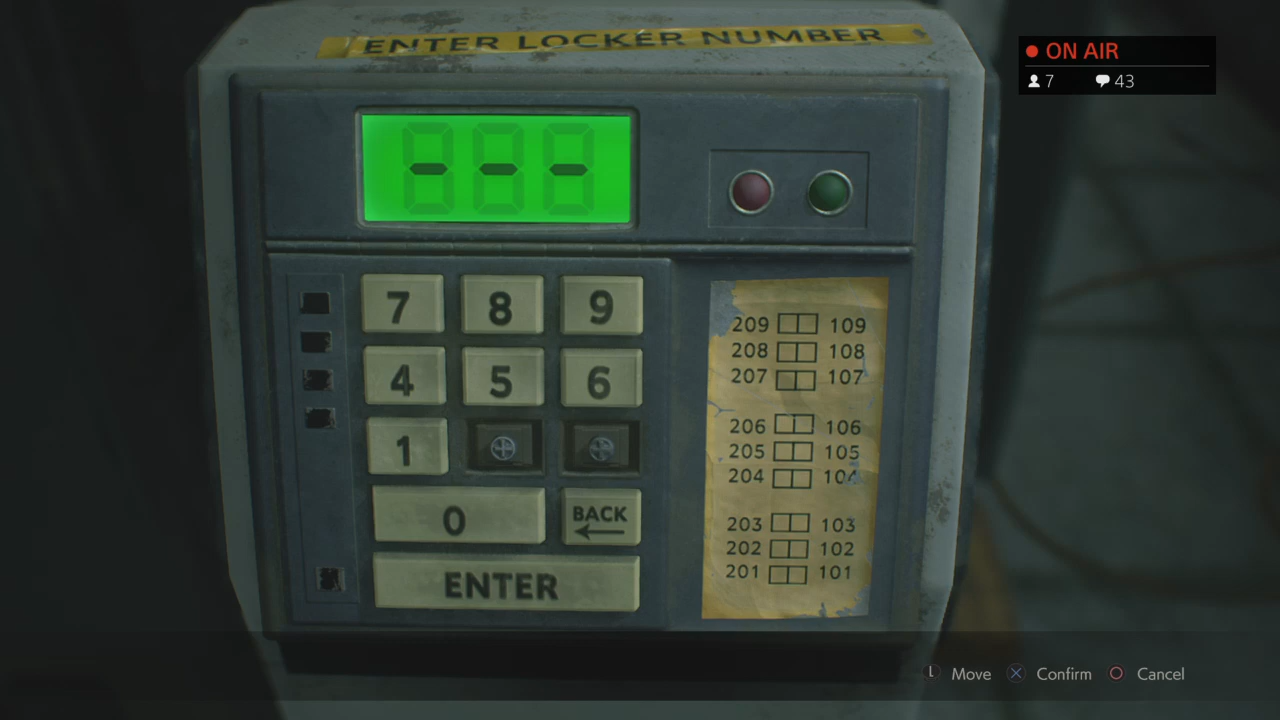 ENTER LOCKER NUMBER
ON AIR
7 43
- - -
7 8 9
4 5 6
1
0 BACK
ENTER
209 109
208 108
207 107
206 106
205 105
204 104
203 103
202 102
201 101
L Move Confirm Cancel